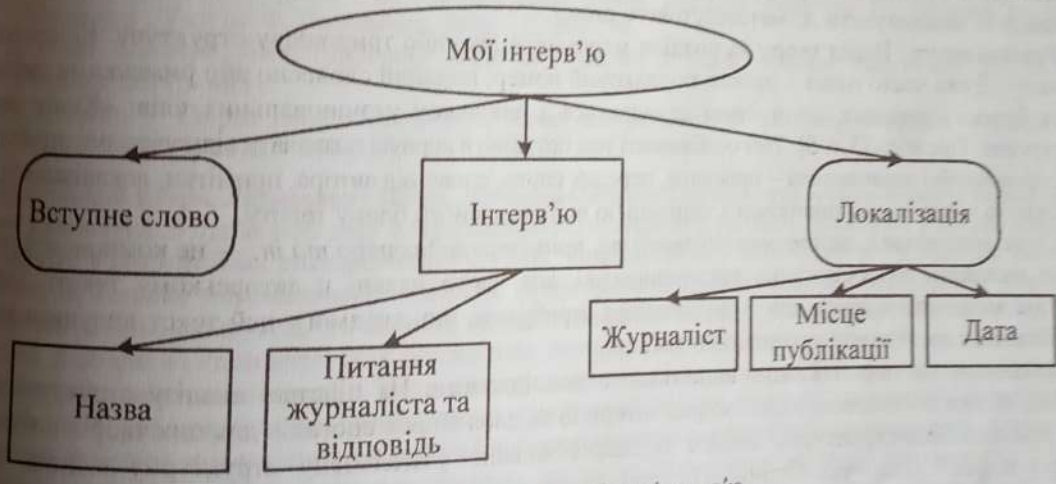 Мої інтерв'ю
Вступне слово
Інтерв'ю
Локалізація
Журналіст
Місце
публікації
Дата
Назва
Питання
журналіста та
відповідь